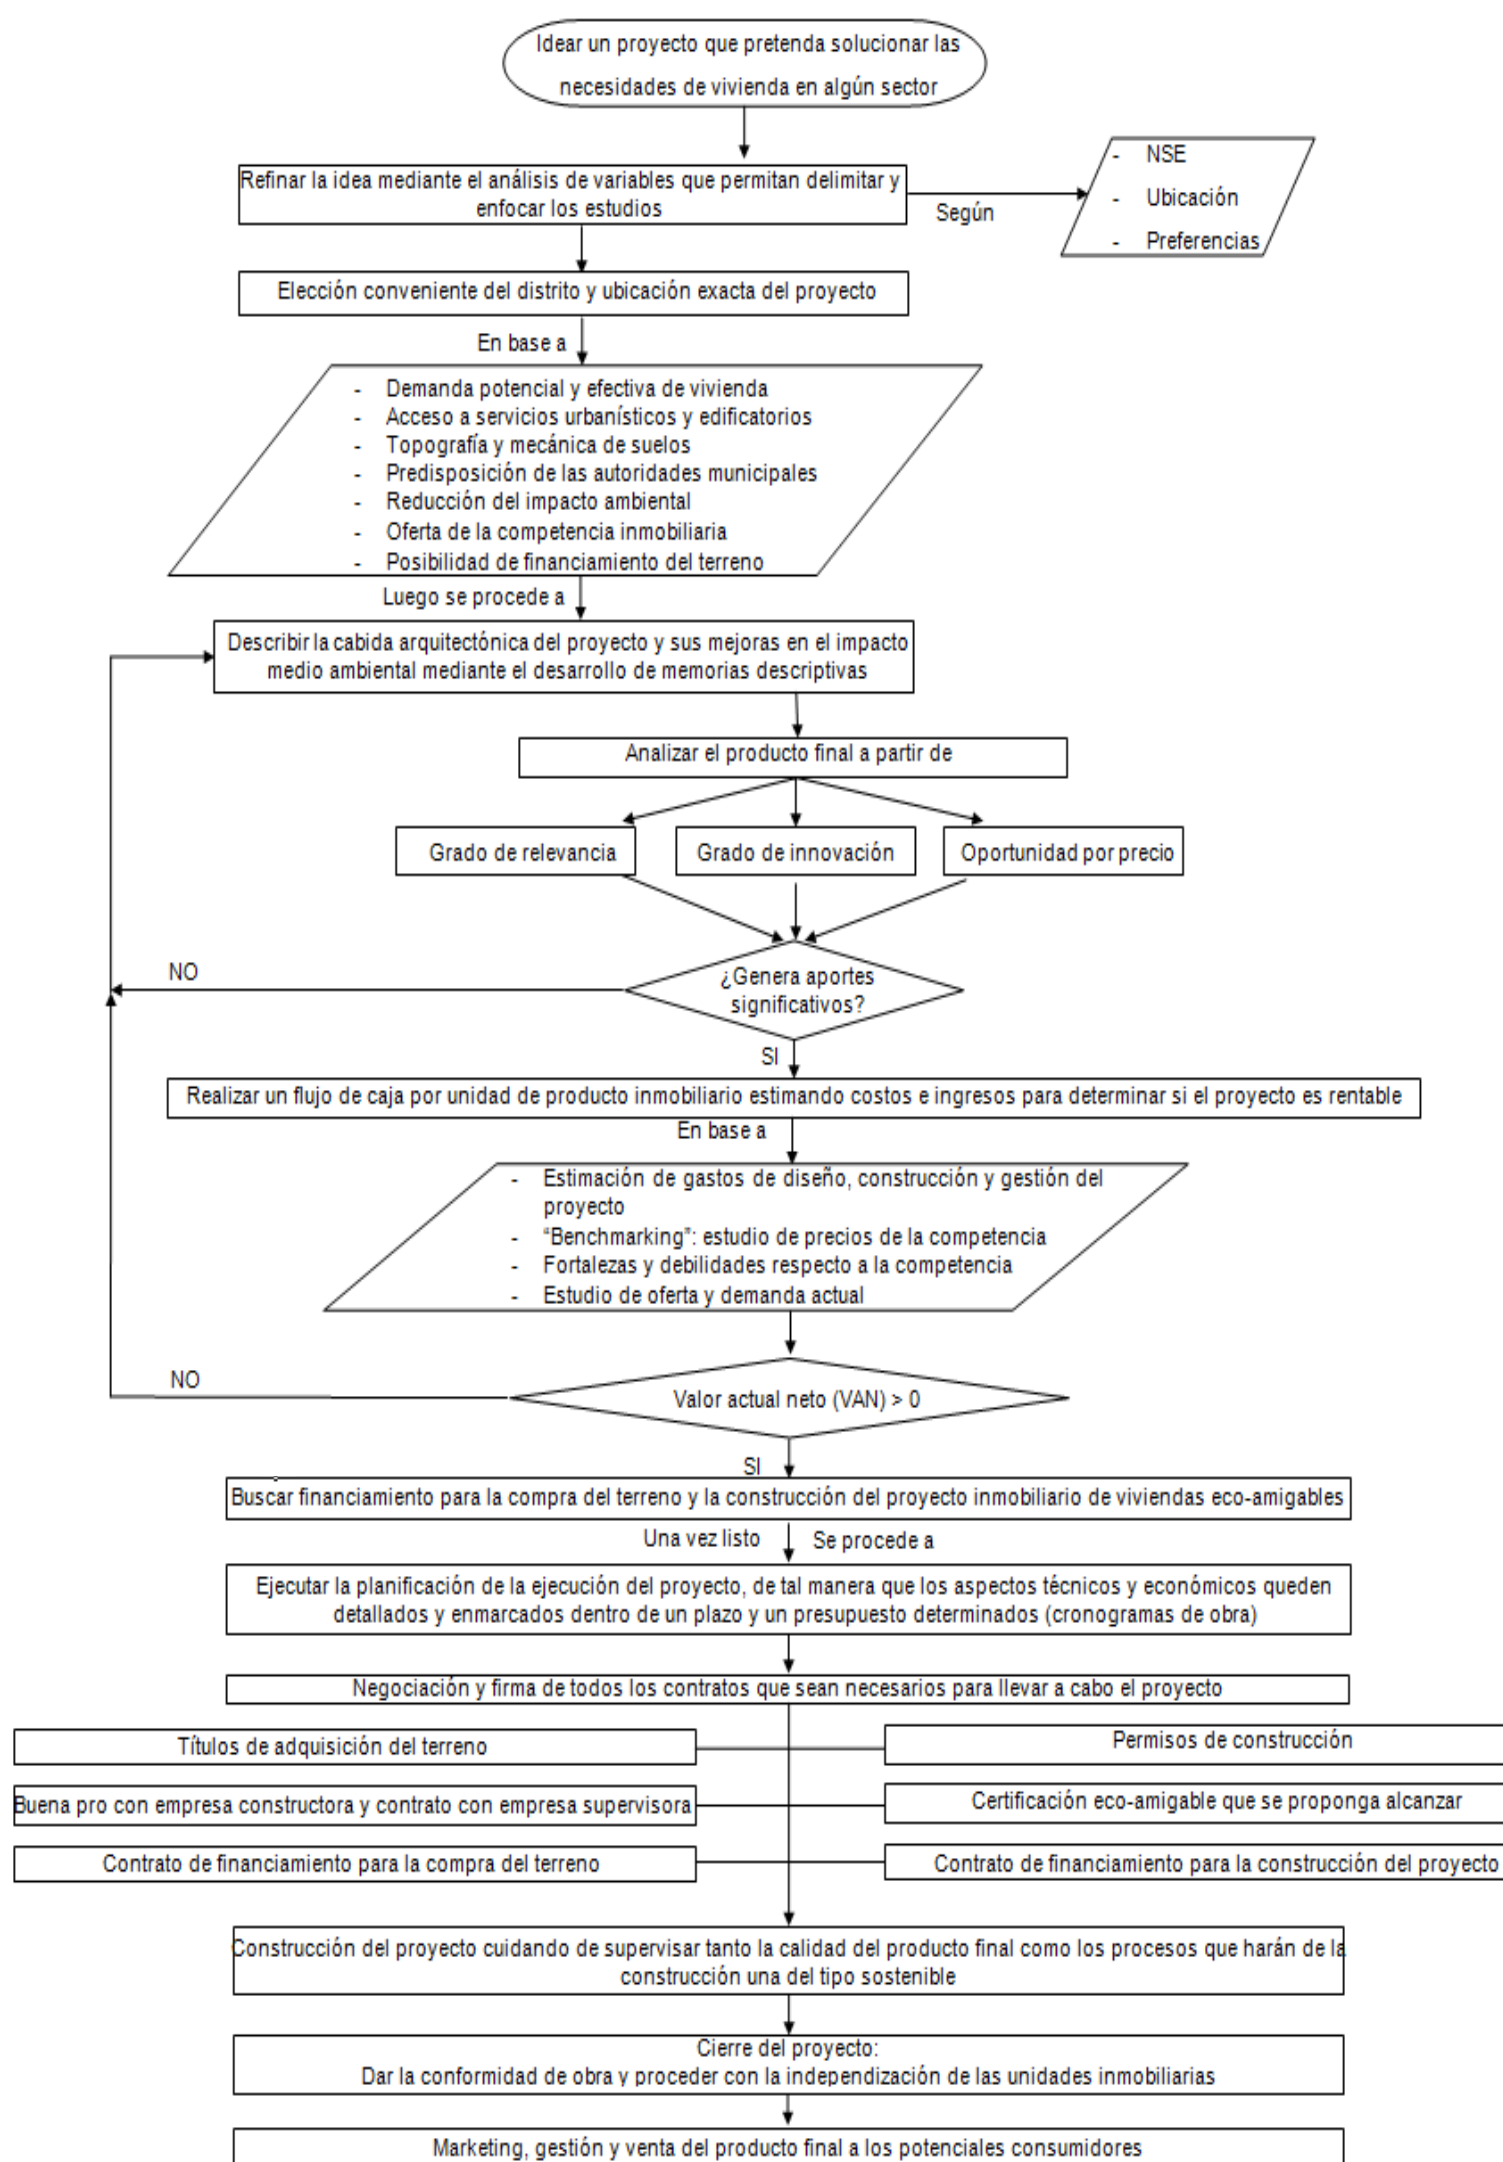 Idear un proyecto que pretenda solucionar las
necesidades de vivienda en algún sector
Refinar la idea mediante el análisis de variables que permitan delimitar y
enfocar los estudios
Según
- NSE
- Ubicación
- Preferencias
Elección conveniente del distrito y ubicación exacta del proyecto
En base a
- Demanda potencial y efectiva de vivienda
- Acceso a servicios urbanísticos y edificatorios
- Topografía y mecánica de suelos
- Predisposición de las autoridades municipales
- Reducción del impacto ambiental
- Oferta de la competencia inmobiliaria
- Posibilidad de financiamiento del terreno
Luego se procede a
Describir la cabida arquitectónica del proyecto y sus mejoras en el impacto
medio ambiental mediante el desarrollo de memorias descriptivas
Analizar el producto final a partir de
Grado de relevancia
Grado de innovación
Oportunidad por precio
¿Genera aportes
significativos?
NO
SI
Realizar un flujo de caja por unidad de producto inmobiliario estimando costos e ingresos para determinar si el proyecto es rentable
En base a
- Estimación de gastos de diseño, construcción y gestión del
proyecto
- “Benchmarking”: estudio de precios de la competencia
- Fortalezas y debilidades respecto a la competencia
- Estudio de oferta y demanda actual
NO
Valor actual neto (VAN) > 0
SI
Buscar financiamiento para la compra del terreno y la construcción del proyecto inmobiliario de viviendas eco-amigables
Una vez listo
Se procede a
Ejecutar la planificación de la ejecución del proyecto, de tal manera que los aspectos técnicos y económicos queden
detallados y enmarcados dentro de un plazo y un presupuesto determinados (cronogramas de obra)
Negociación y firma de todos los contratos que sean necesarios para llevar a cabo el proyecto
Títulos de adquisición del terreno
Permisos de construcción
Buena pro con empresa constructora y contrato con empresa supervisora
Certificación eco-amigable que se proponga alcanzar
Contrato de financiamiento para la compra del terreno
Contrato de financiamiento para la construcción del proyecto
Construcción del proyecto cuidando de supervisar tanto la calidad del producto final como los procesos que harán de la
construcción una del tipo sostenible
Cierre del proyecto:
Dar la conformidad de obra y proceder con la independización de las unidades inmobiliarias
Marketing, gestión y venta del producto final a los potenciales consumidores